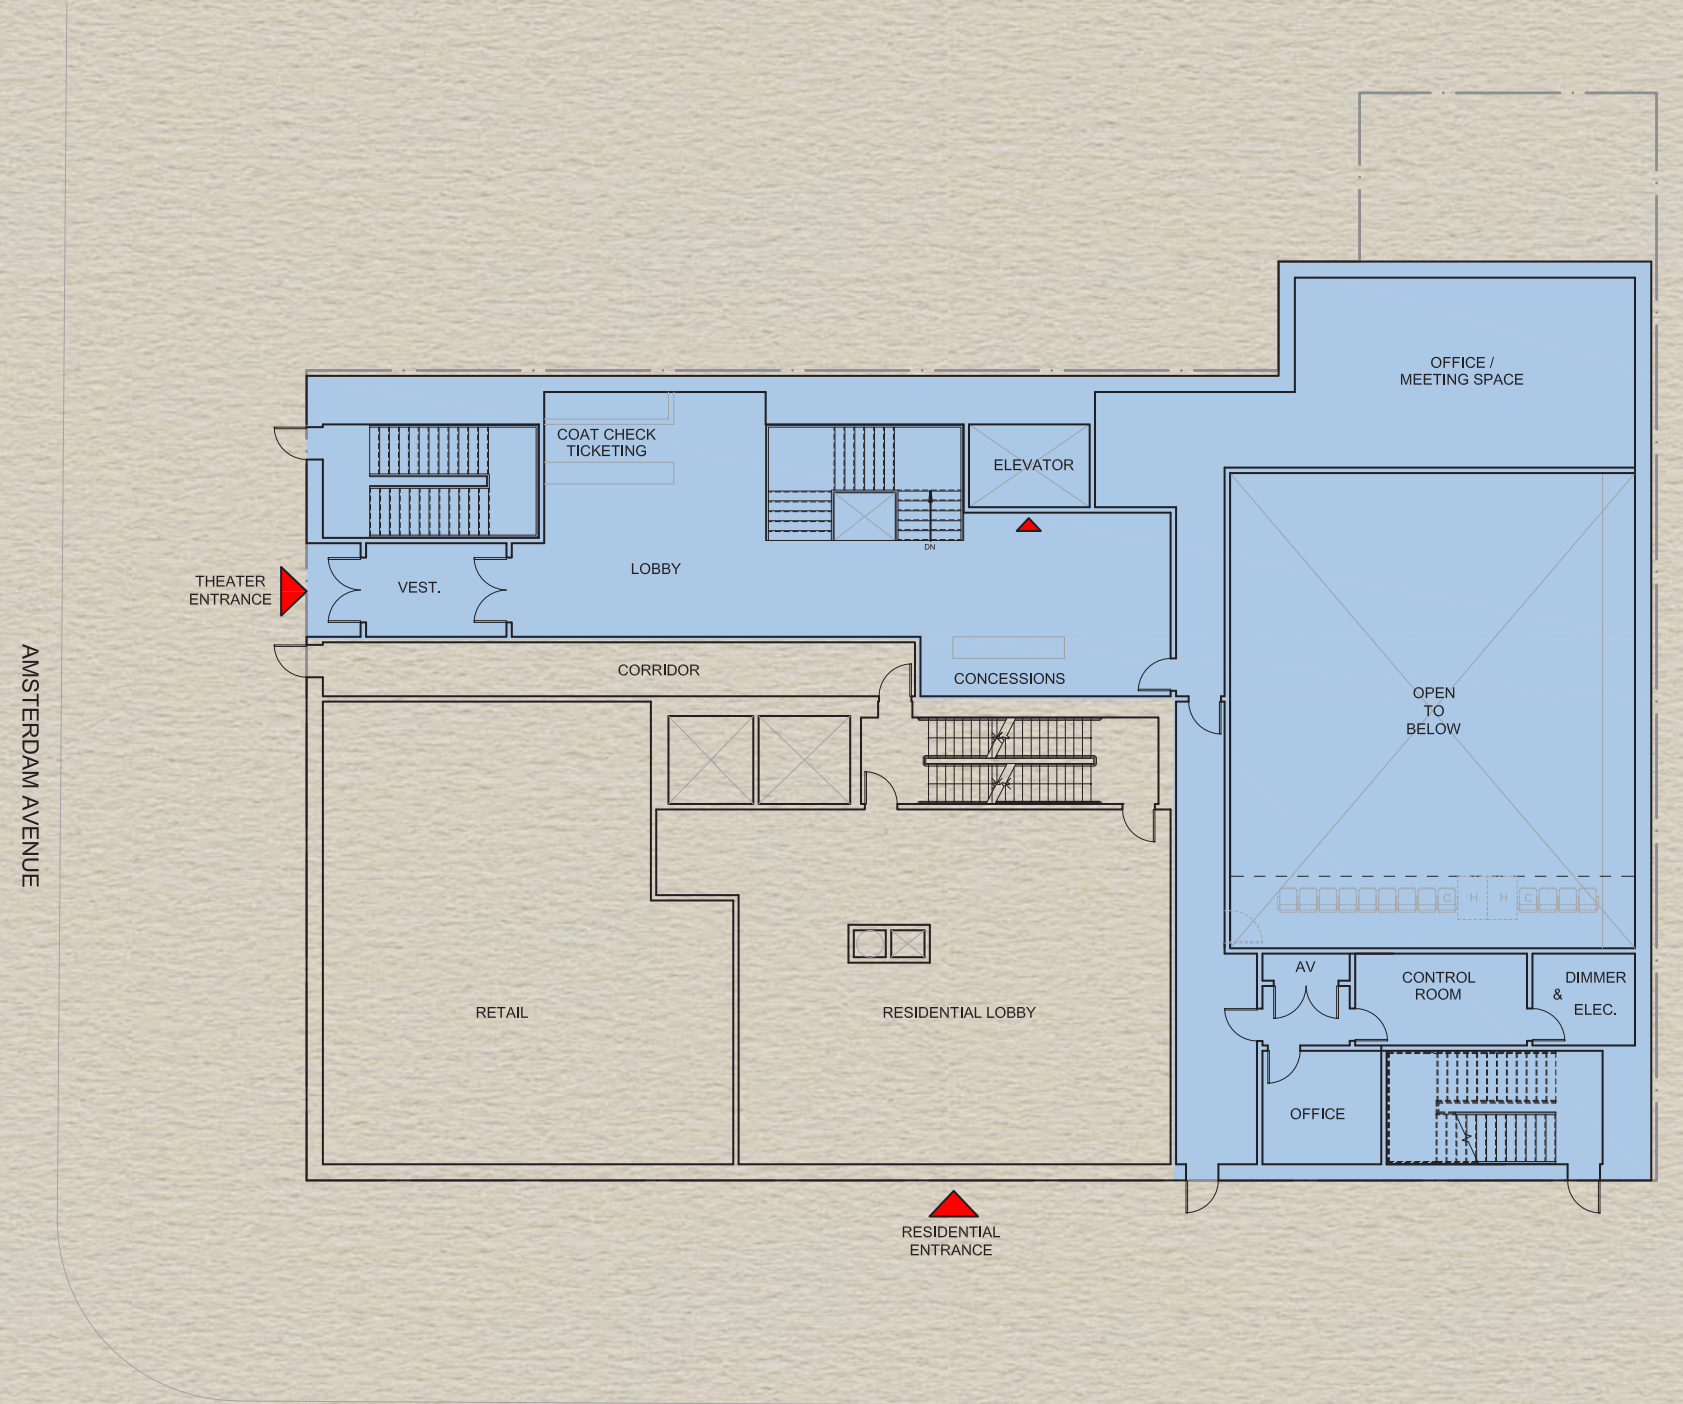 OFFICE /
MEETING SPACE
COAT CHECK
TICKETING
ELEVATOR
DN
THEATER
ENTRANCE
VEST.
LOBBY
CORRIDOR
CONCESSIONS
AMSTERDAM AVENUE
OPEN
TO
BELOW
C H H C
AV
CONTROL
ROOM
DIMMER
&
ELEC.
RETAIL
RESIDENTIAL LOBBY
OFFICE
RESIDENTIAL
ENTRANCE